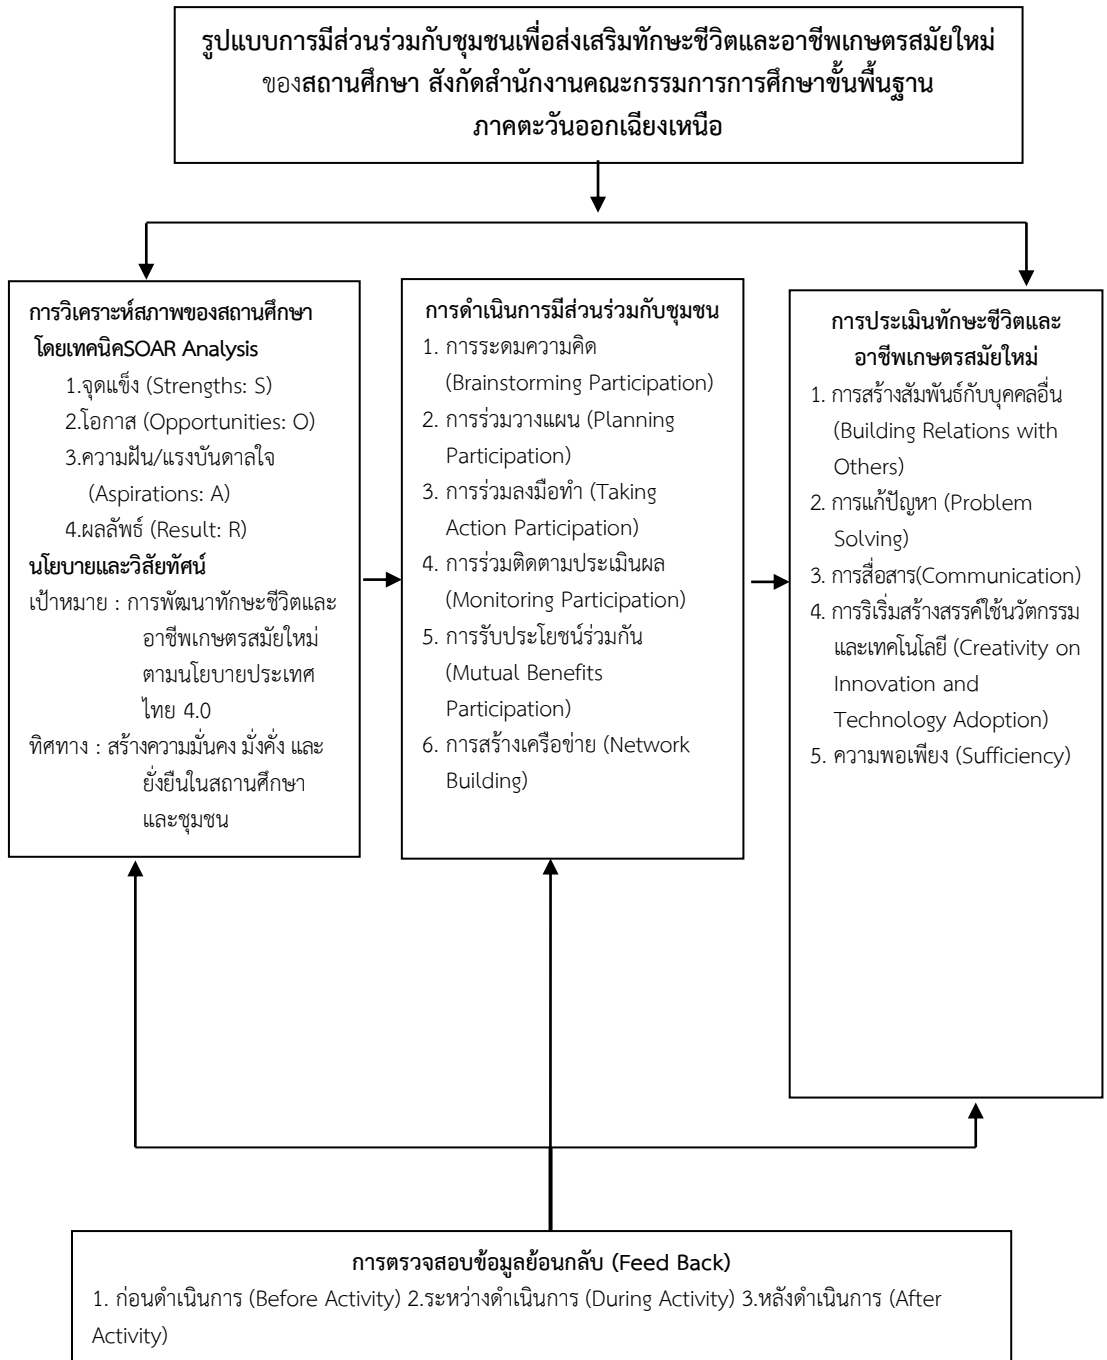 รูปแบบการมีส่วนร่วมกับชุมชนเพื่อส่งเสริมทักษะชีวิตและอาชีพเกษตรสมัยใหม่
ของสถานศึกษา สังกัดสำนักงานคณะกรรมการการศึกษาขั้นพื้นฐาน
ภาคตะวันออกเฉียงเหนือ
การวิเคราะห์สภาพของสถานศึกษา
โดยเทคนิคSOAR Analysis
1.จุดแข็ง (Strengths: S)
2.โอกาส (Opportunities: O)
3.ความฝัน/แรงบันดาลใจ
(Aspirations: A)
4.ผลลัพธ์ (Result: R)
นโยบายและวิสัยทัศน์
เป้าหมาย : การพัฒนาทักษะชีวิตและ
อาชีพเกษตรสมัยใหม่
ตามนโยบายประเทศ
ไทย 4.0
ทิศทาง : สร้างความมั่นคง มั่งคั่ง และ
ยั่งยืนในสถานศึกษา
และชุมชน
การดำเนินการมีส่วนร่วมกับชุมชน
1. การระดมความคิด
(Brainstorming Participation)
2. การร่วมวางแผน (Planning
Participation)
3. การร่วมลงมือทำ (Taking
Action Participation)
4. การร่วมติดตามประเมินผล
(Monitoring Participation)
5. การรับประโยชน์ร่วมกัน
(Mutual Benefits
Participation)
6. การสร้างเครือข่าย (Network
Building)
การประเมินทักษะชีวิตและ
อาชีพเกษตรสมัยใหม่
1. การสร้างสัมพันธ์กับบุคคลอื่น
(Building Relations with
Others)
2. การแก้ปัญหา (Problem
Solving)
3. การสื่อสาร(Communication)
4. การริเริ่มสร้างสรรค์ใช้นวัตกรรม
และเทคโนโลยี (Creativity on
Innovation and
Technology Adoption)
5. ความพอเพียง (Sufficiency)
การตรวจสอบข้อมูลย้อนกลับ (Feed Back)
1. ก่อนดำเนินการ (Before Activity) 2.ระหว่างดำเนินการ (During Activity) 3.หลังดำเนินการ (After
Activity)